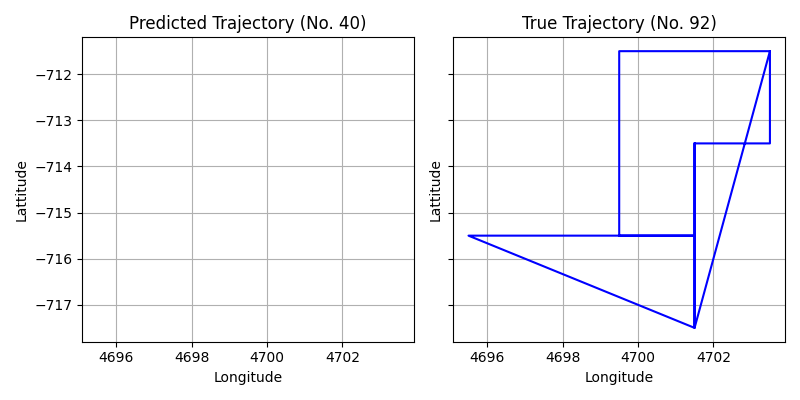 Predicted Trajectory (No. 40)
True Trajectory (No. 92)
Lattitude
−712
−713
−714
−715
−716
−717
4696
4698
4700
4702
Longitude
Lattitude
4696
4698
4700
4702
Longitude